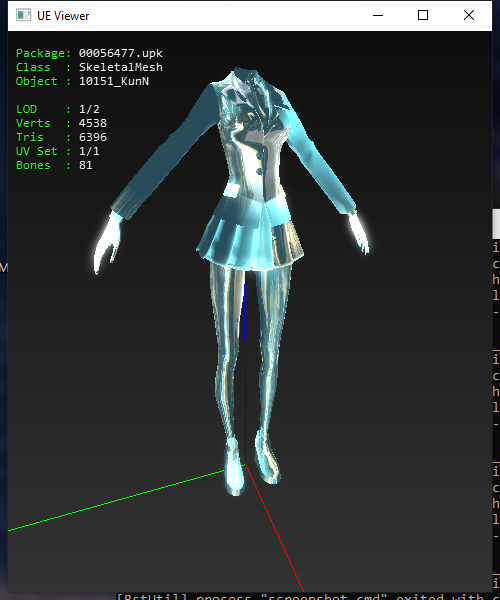 UE Viewer
Package: 00056477.upk
Class : SkeletalMesh
Object : 10151_KunN
LOD : 1/2
Verts : 4538
Tris : 6396
UV Set : 1/1
Bones : 81
M
i
c
h
l
-
i
c
h
l
-
i
c
h
l
-
[BstUtil] process "screenshot.cmd" exited with c